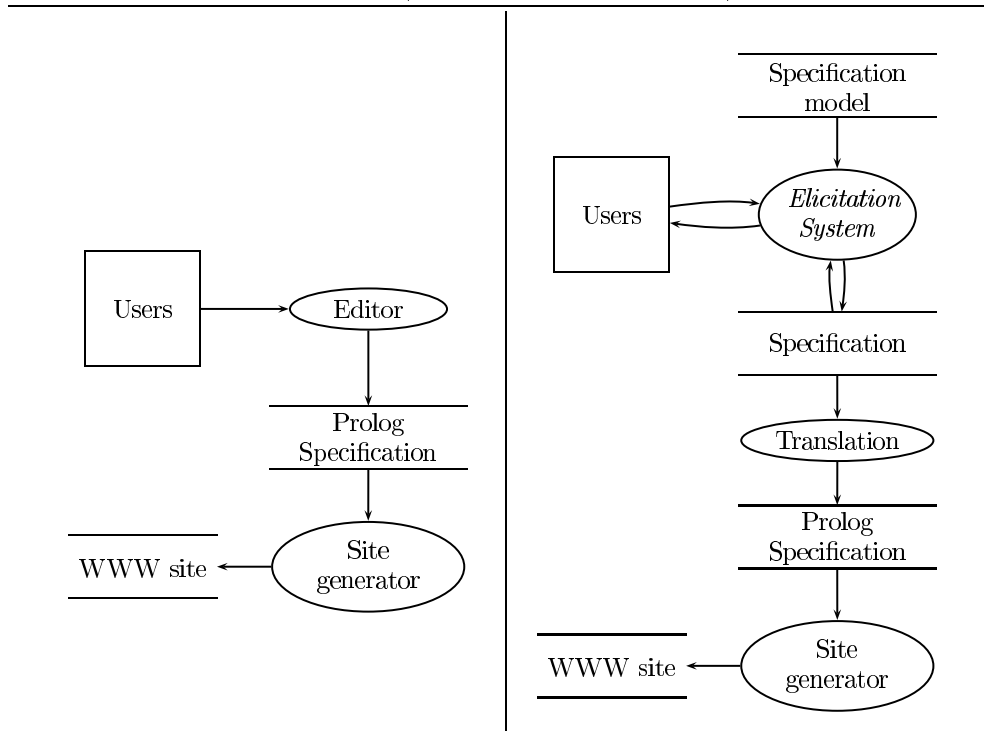 Users
Editor
Prolog
Specification
Site
generator
WWW site
Specification
model
Users
Elicitation
System
Specification
Translation
Prolog
Specification
Site
generator
WWW site